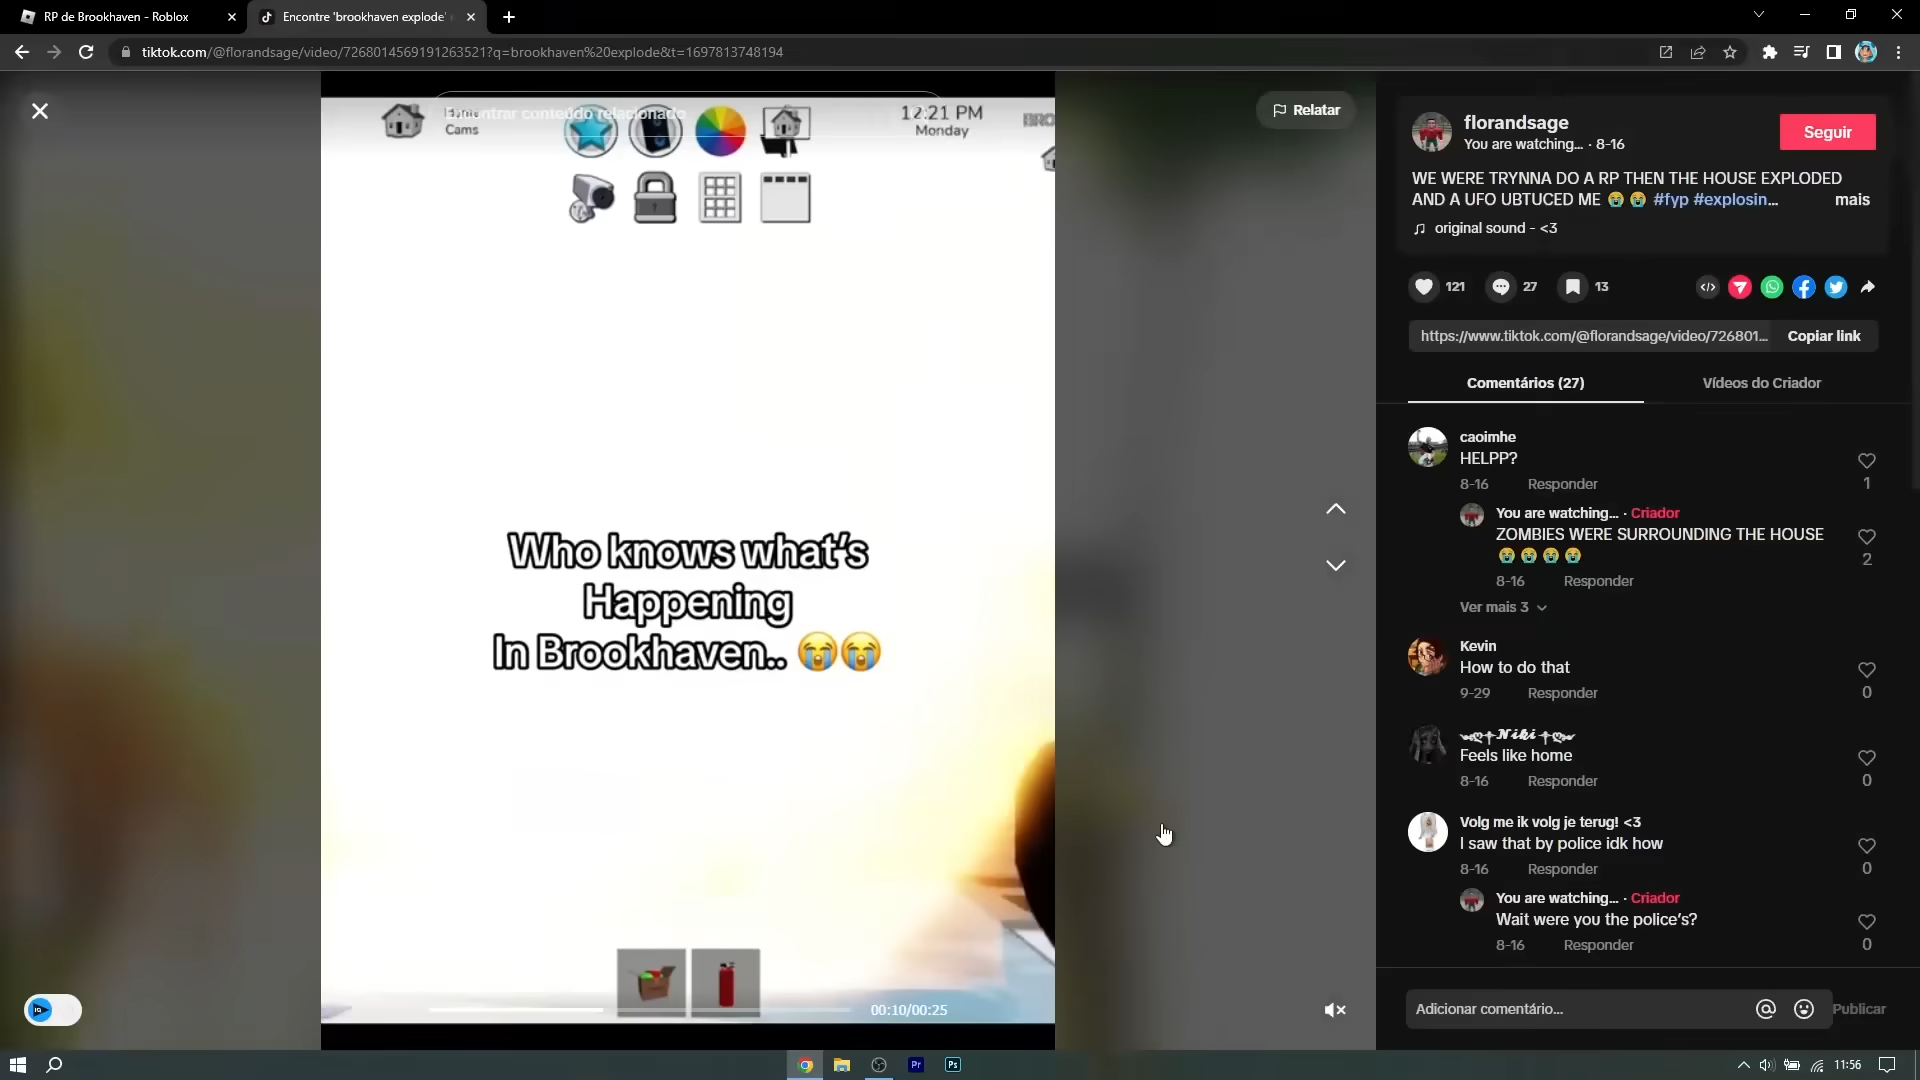 RP de Brookhaven - Roblox
Encontre 'brookhaven explode'
tiktok.com/@florandsage/video/7268014569191263521?q=brookhaven%20explode&t=1697813748194
Encontrar conteúdo relacionado
Cams
12:21 PM
Monday
BRO
Relatar
Who knows what's
Happening
In Brookhaven.. 😭😭
00:10/00:25
florandsage
You are watching... · 8-16
Seguir
WE WERE TRYNNA DO A RP THEN THE HOUSE EXPLODED
AND A UFO UBTUCED ME 😭 😭 #fyp #explosin...
mais
original sound - <3
121
27
13
https://www.tiktok.com/@florandsage/video/726801...
Copiar link
Comentários (27)
Vídeos do Criador
caoimhe
HELPP?
8-16 Responder
1
You are watching... · Criador
ZOMBIES WERE SURROUNDING THE HOUSE
😭 😭 😭 😭
2
8-16 Responder
Ver mais 3
Kevin
How to do that
9-29 Responder
0
Niki
Feels like home
8-16 Responder
0
Volg me ik volg je terug! <3
I saw that by police idk how
8-16 Responder
0
You are watching... · Criador
Wait were you the police's?
8-16 Responder
0
Adicionar comentário...
Publicar
Pr
Ps
11:56